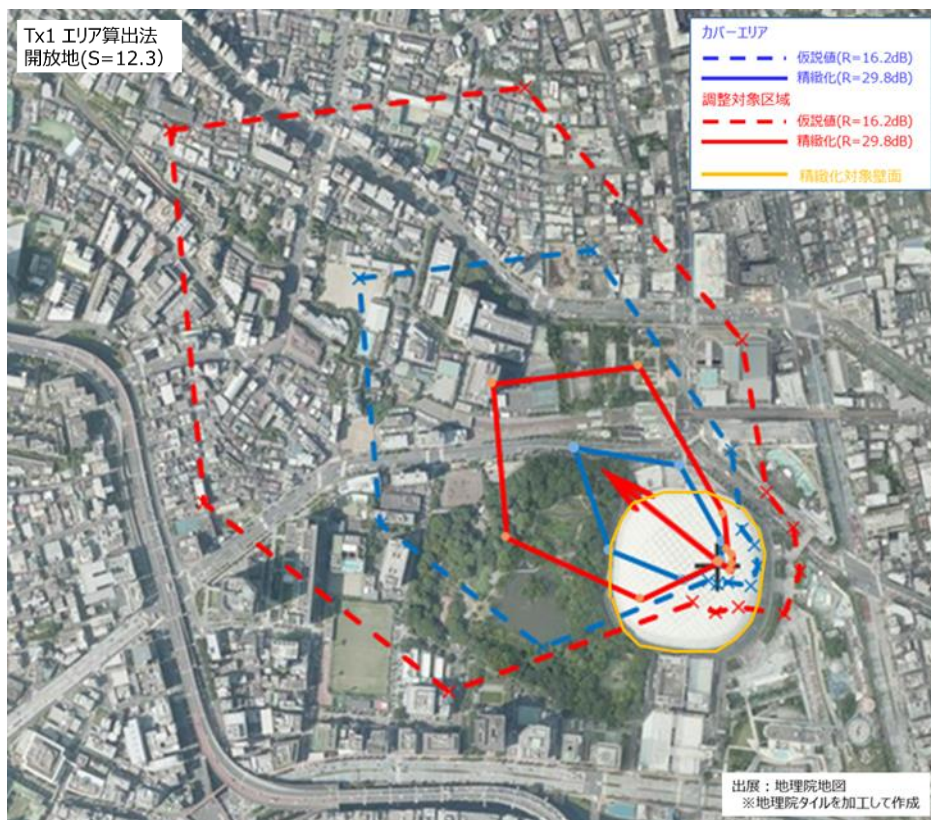 Tx1 エリア算出法
開放地(S=12.3)
カバーエリア
仮説値(R=16.2dB)
精緻化(R=29.8dB)
調整対象区域
仮説値(R=16.2dB)
精緻化(R=29.8dB)
精緻化対象壁面
出展：地理院地図
※地理院タイルを加工して作成